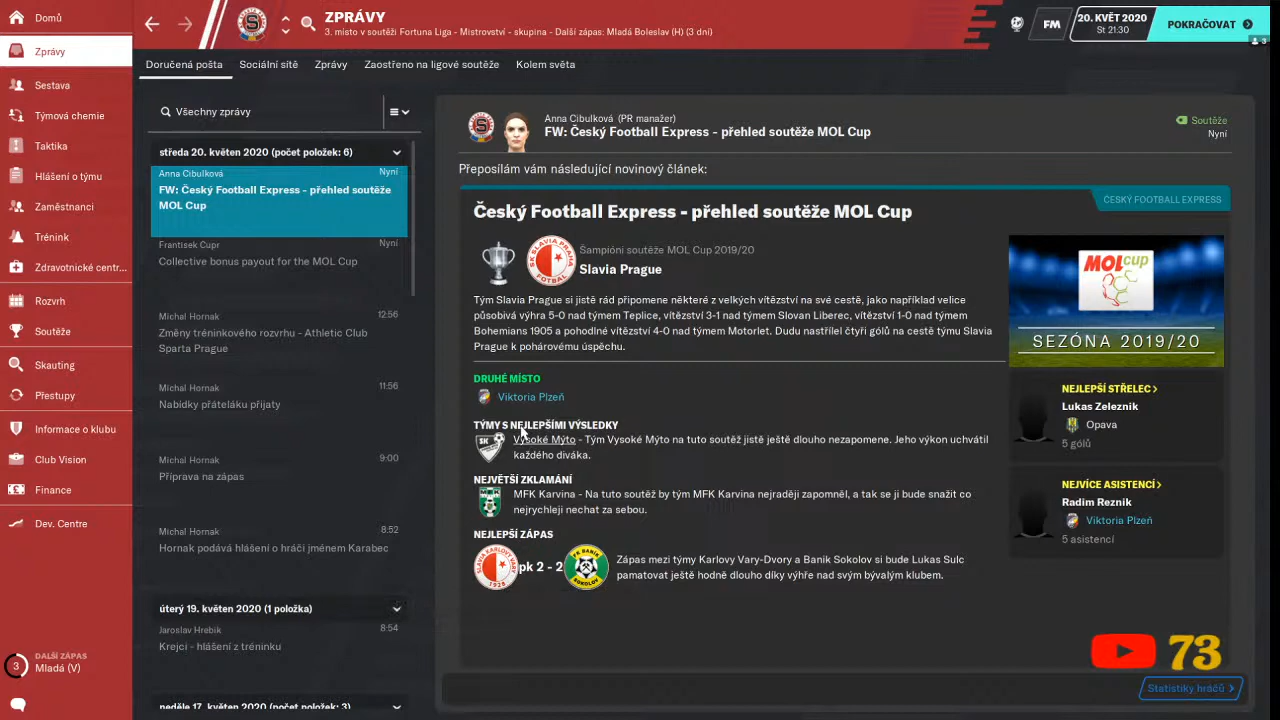 Domů
Zprávy
Sestava
Týmová chemie
Taktika
Hlášení o týmu
Zaměstnanci
Trénink
Zdravotnické centr...
Rozvrh
Soutěže
Skauting
Přestupy
Informace o klubu
Club Vision
Finance
Dev. Centre
3
DALŠÍ ZÁPAS
Mladá (V)
ZPRÁVY
3. místo v soutěži Fortuna Liga - Mistrovství - skupina - Další zápas: Mladá Boleslav (H) (3 dní)
FM
20. KVĚT 2020
St 21:30
POKRAČOVAT
3
Doručená pošta
Sociální sítě
Zprávy
Zaostřeno na ligové soutěže
Kolem světa
Všechny zprávy
středa 20. květen 2020 (počet položek: 6)
Anna Cibulková Nyní
FW: Český Football Express - přehled soutěže
MOL Cup
Frantisek Cupr Nyní
Collective bonus payout for the MOL Cup
Michal Hornak 12:56
Změny tréninkového rozvrhu - Athletic Club
Sparta Prague
Michal Hornak 11:56
Nabídky přáteláku přijaty
Michal Hornak 9:00
Příprava na zápas
Michal Hornak 8:52
Hornak podává hlášení o hráči jménem Karabec
úterý 19. květen 2020 (1 položka)
Jaroslav Hrebik 8:54
Krejci - hlášení z tréninku
neděle 17. květen 2020 (počet položek: 3)
Anna Cibulková (PR manažer)
FW: Český Football Express - přehled soutěže MOL Cup
Soutěže
Nyní
Přeposílám vám následující novinový článek:
ČESKÝ FOOTBALL EXPRESS
Český Football Express - přehled soutěže MOL Cup
Šampióni soutěže MOL Cup 2019/20
Slavia Prague
Tým Slavia Prague si jistě rád připomene některé z velkých vítězství na své cestě, jako například velice
působivá výhra 5-0 nad týmem Teplice, vítězství 3-1 nad týmem Slovan Liberec, vítězství 1-0 nad týmem
Bohemians 1905 a pohodlné vítězství 4-0 nad týmem Motorlet. Dudu nastřílel čtyři gólů na cestě týmu Slavia
Prague k pohárovému úspěchu.
DRUHÉ MÍSTO
Viktoria Plzeň
TÝMY S NEJLEPŠÍMI VÝSLEDKY
Vysoké Mýto - Tým Vysoké Mýto na tuto soutěž jistě ještě dlouho nezapomene. Jeho výkon uchvátil
každého diváka.
NEJVĚTŠÍ ZKLAMÁNÍ
MFK Karvina - Na tuto soutěž by tým MFK Karvina nejraději zapomněl, a tak se ji bude snažit co
nejrychleji nechat za sebou.
NEJLEPŠÍ ZÁPAS
pk 2 - 2
Zápas mezi týmy Karlovy Vary-Dvory a Baník Sokolov si bude Lukas Sulc
pamatovat ještě hodně dlouho díky výhře nad svým bývalým klubem.
MOL cup
SEZÓNA 2019/20
NEJLEPŠÍ STŘELEC
Lukas Zeleznik
Opava
5 gólů
NEJVÍCE ASISTENCÍ
Radim Reznik
Viktoria Plzeň
5 asistencí
73
Statistiky hráčů